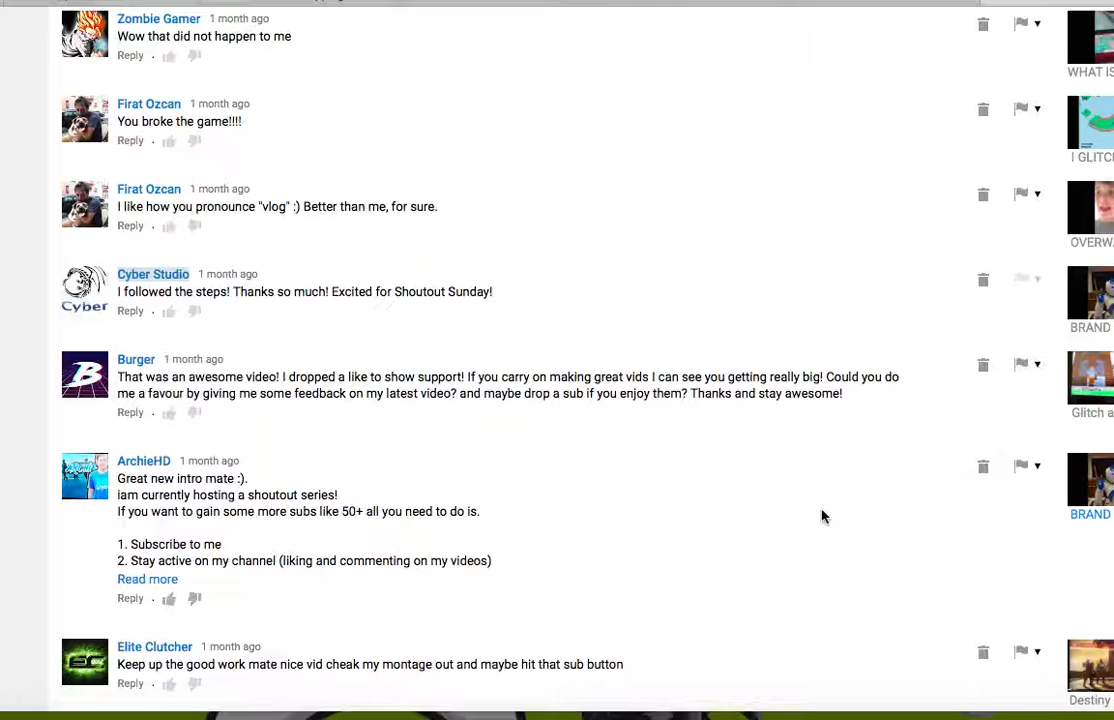 Zombie Gamer 1 month ago
Wow that did not happen to me
Reply
WHAT IS
Firat Ozcan 1 month ago
You broke the game!!!!
Reply
I GLITC
Firat Ozcan 1 month ago
I like how you pronounce "vlog" :) Better than me, for sure.
Reply
OVERW
Cyber Studio 1 month ago
I followed the steps! Thanks so much! Excited for Shoutout Sunday!
Cyber
Reply
BRAND
Burger 1 month ago
B
That was an awesome video! I dropped a like to show support! If you carry on making great vids I can see you getting really big! Could you do
me a favour by giving me some feedback on my latest video? and maybe drop a sub if you enjoy them? Thanks and stay awesome!
Reply
Glitch a
ArchieHD 1 month ago
Great new intro mate :).
iam currently hosting a shoutout series!
If you want to gain some more subs like 50+ all you need to do is.
BRAND
1. Subscribe to me
2. Stay active on my channel (liking and commenting on my videos)
Read more
Reply
Elite Clutcher 1 month ago
EC
Keep up the good work mate nice vid cheak my montage out and maybe hit that sub button
Reply
Destiny